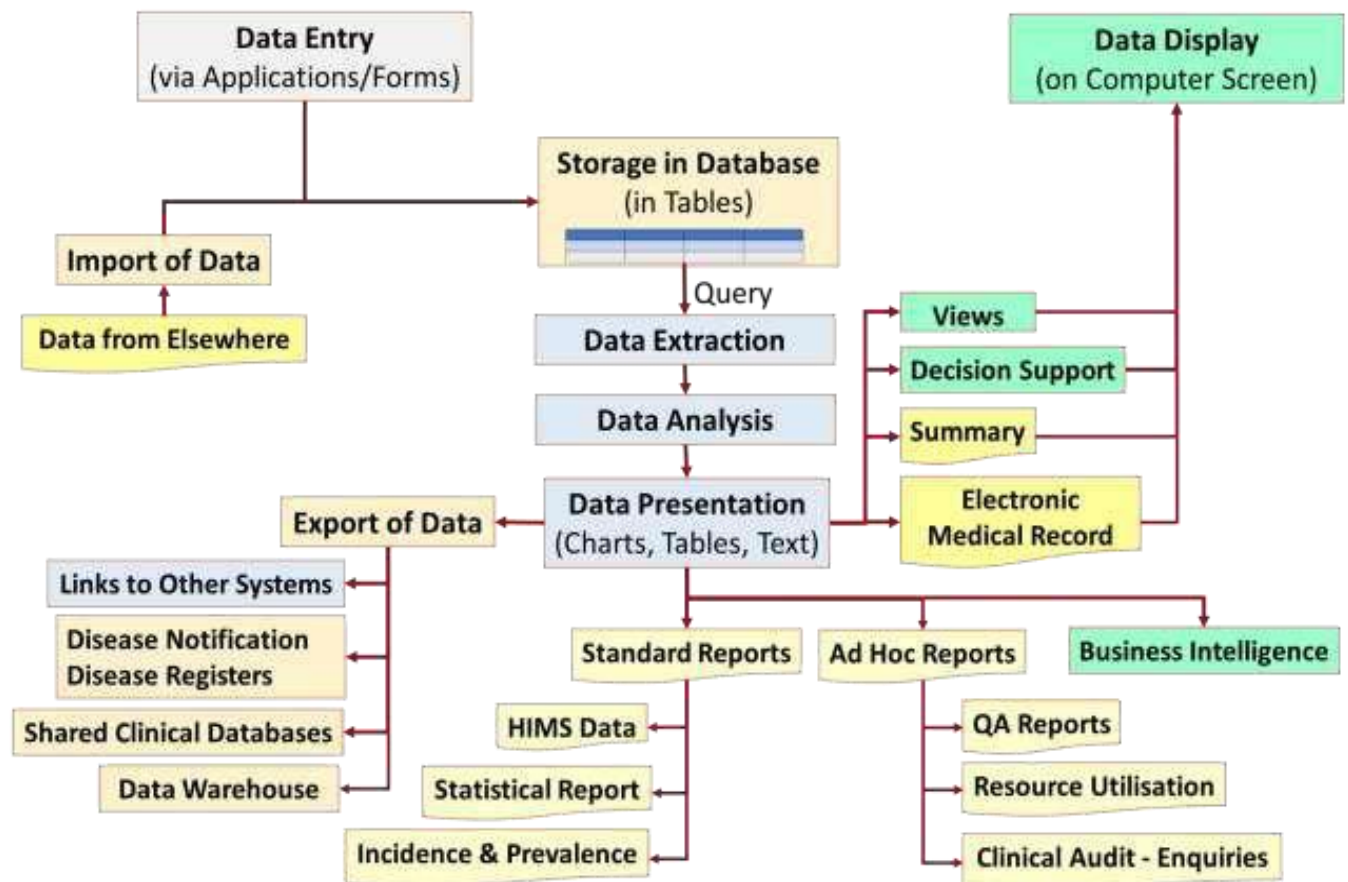 Data Entry
(via Applications/Forms)
Data Display
(on Computer Screen)
Storage in Database
(in Tables)
Import of Data
Data from Elsewhere
Query
Data Extraction
Data Analysis
Data Presentation
(Charts, Tables, Text)
Views
Decision Support
Summary
Electronic
Medical Record
Export of Data
Links to Other Systems
Disease Notification
Disease Registers
Shared Clinical Databases
Data Warehouse
Standard Reports
HIMS Data
Statistical Report
Incidence & Prevalence
Ad Hoc Reports
QA Reports
Resource Utilisation
Clinical Audit - Enquiries
Business Intelligence